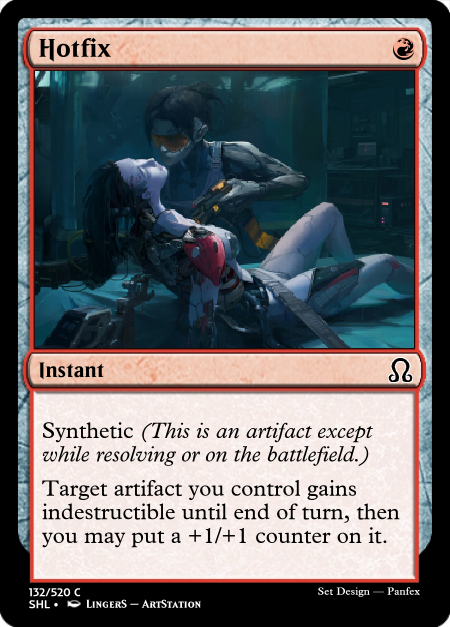 Hotfix
Instant
Synthetic (This is an artifact except
while resolving or on the battlefield.)
Target artifact you control gains
indestructible until end of turn, then
you may put a +1/+1 counter on it.
132/520 C
Set Design — Panfex
SHL • LingerS — ArtStation